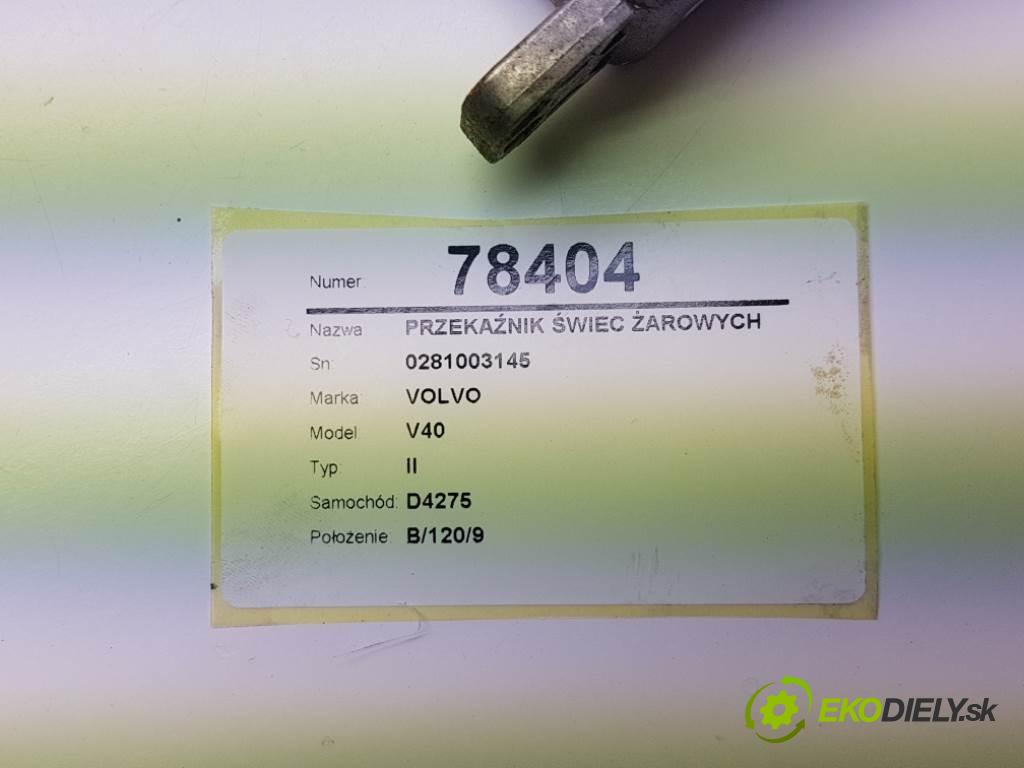 Numer: 78404
Nazwa PRZEKAŹNIK ŚWIEC ŻAROWYCH
Sn: 0281003145
Marka: VOLVO
Model: V40
Typ: II
Samochód: D4275
Położenie B/120/9
EKODIELY.sk